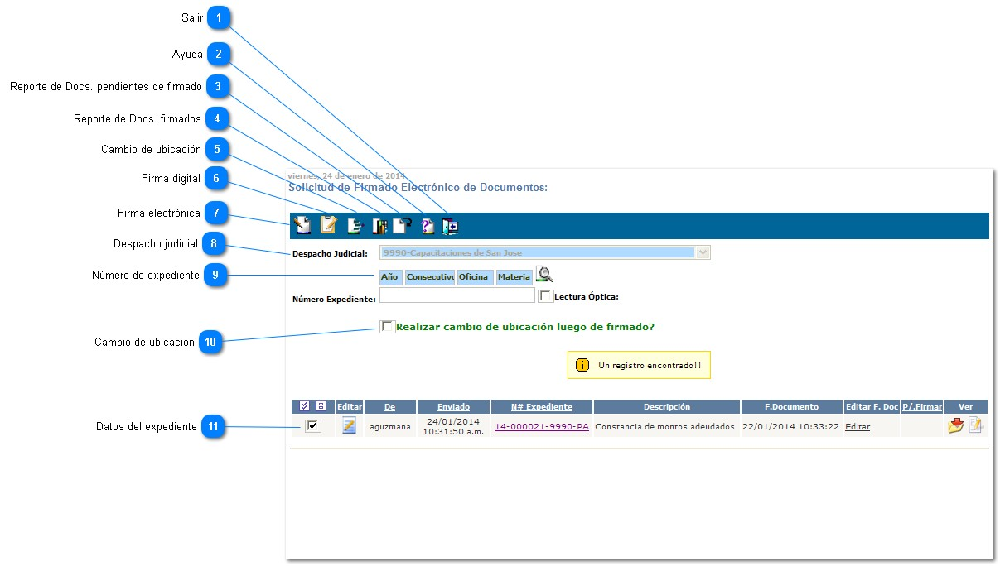 Salir 1
Ayuda 2
Reporte de Docs. pendientes de firmado 3
Reporte de Docs. firmados 4
Cambio de ubicación 5
Firma digital 6
Firma electrónica 7
Despacho judicial 8
Número de expediente 9
Cambio de ubicación 10
Datos del expediente 11
viernes, 24 de enero de 2014
Solicitud de Firmado Electrónico de Documentos:
Despacho Judicial: 9990-Capacitaciones de San Jose
Año Consecutivo Oficina Materia
Número Expediente: Lectura Óptica:
Realizar cambio de ubicación luego de firmado?
Un registro encontrado!!
Editar De Enviado N# Expediente Descripción F.Documento Editar F. Doc P/.Firmar Ver
aguzmana 24/01/2014 10:31:50 a.m. 14-000021-9990-PA Constancia de montos adeudados 22/01/2014 10:33:22 Editar